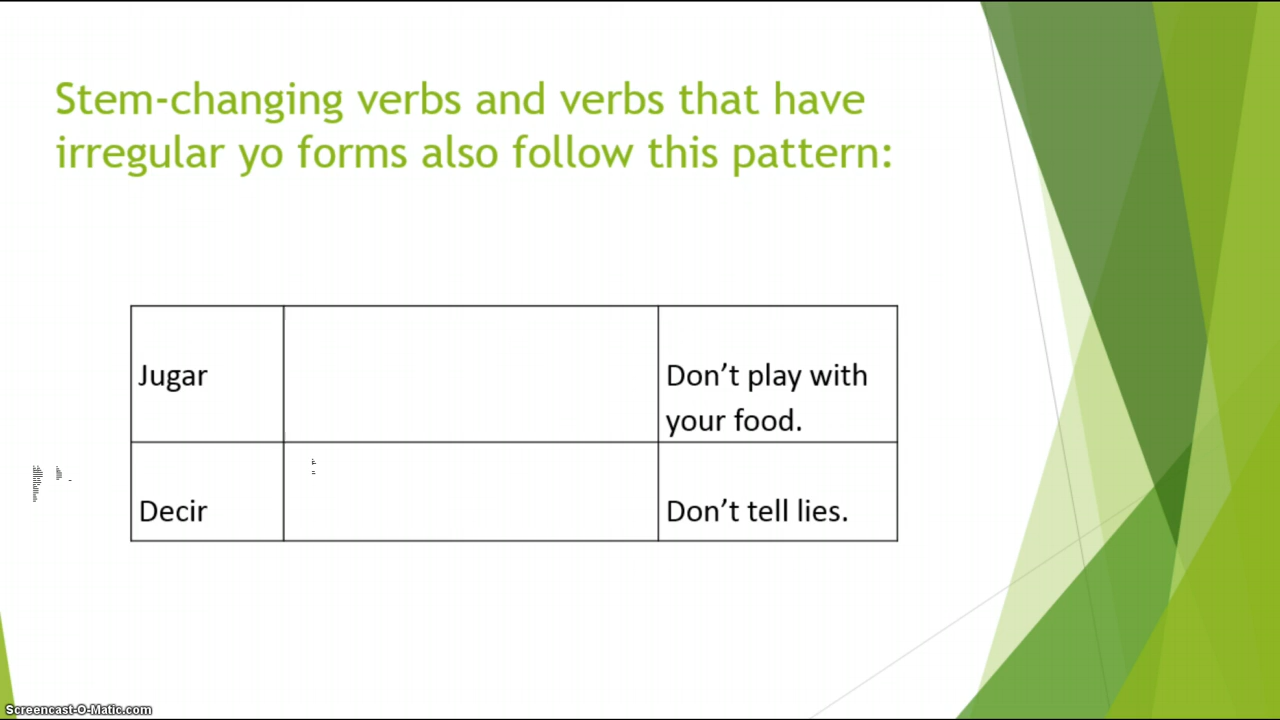 Stem-changing verbs and verbs that have
irregular yo forms also follow this pattern:
Jugar
Don't play with
your food.
Decir
Don't tell lies.
Screencast-O-Matic.com